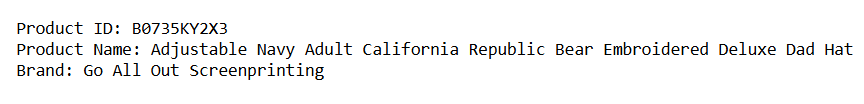 Product ID: B0735KY2X3
Product Name: Adjustable Navy Adult California Republic Bear Embroidered Deluxe Dad Hat
Brand: Go All Out Screenprinting